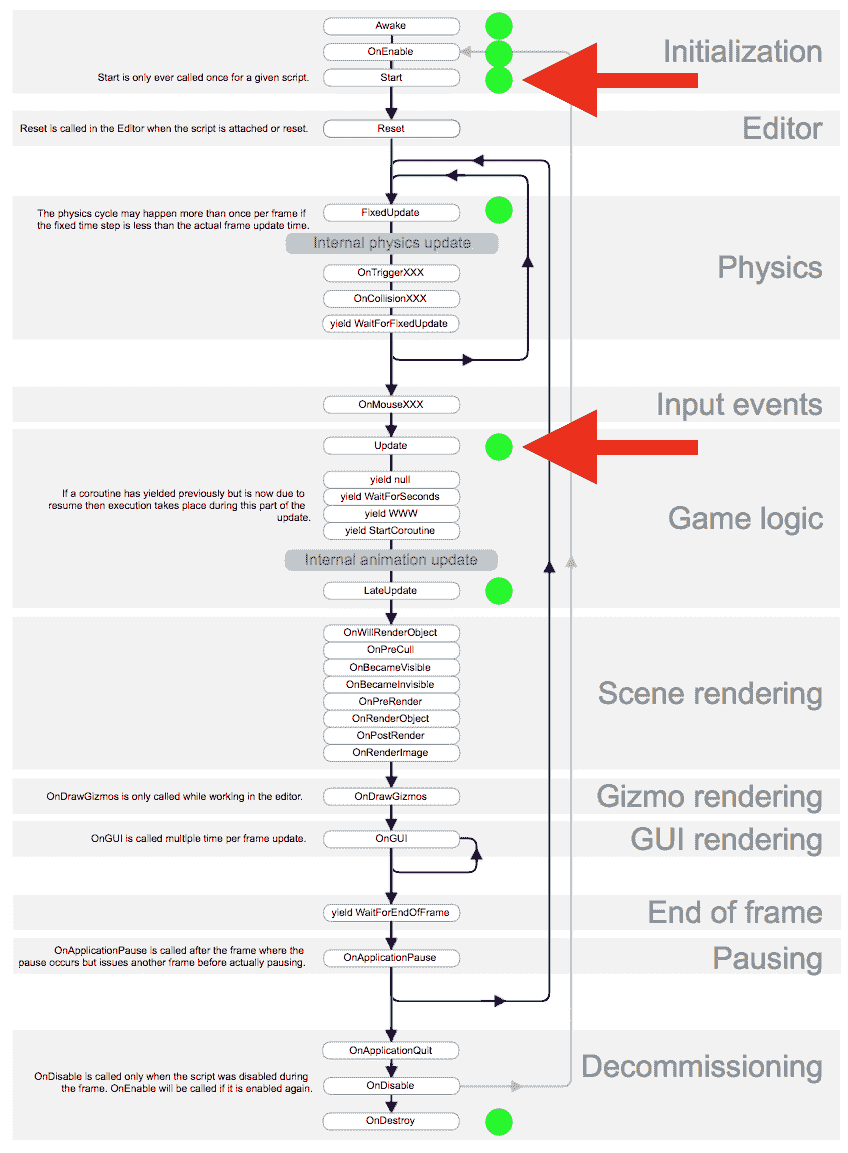 Awake
OnEnable
Initialization
Start is only ever called once for a given script.
Start
Reset is called in the Editor when the script is attached or reset.
Reset
Editor
The physics cycle may happen more than once per frame if
the fixed time step is less than the actual frame update time.
FixedUpdate
Internal physics update
Physics
OnTriggerXXX
OnCollisionXXX
yield WaitForFixedUpdate
OnMouseXXX
Input events
Update
yield null
If a coroutine has yielded previously but is now due to
resume then execution takes place during this part of the
update.
yield WaitForSeconds
yield WWW
yield StartCoroutine
Game logic
Internal animation update
LateUpdate
OnWillRenderObject
OnPreCull
OnBecameVisible
OnBecameInvisible
OnPreRender
OnRenderObject
OnPostRender
OnRenderImage
Scene rendering
OnDrawGizmos is only called while working in the editor.
OnDrawGizmos
Gizmo rendering
OnGUI is called multiple time per frame update.
OnGUI
GUI rendering
yield WaitForEndOfFrame
End of frame
OnApplicationPause is called after the frame where the
pause occurs but issues another frame before actually pausing.
OnApplicationPause
Pausing
OnApplicationQuit
Decommissioning
OnDisable is called only when the script was disabled during
the frame. OnEnable will be called if it is enabled again.
OnDisable
OnDestroy